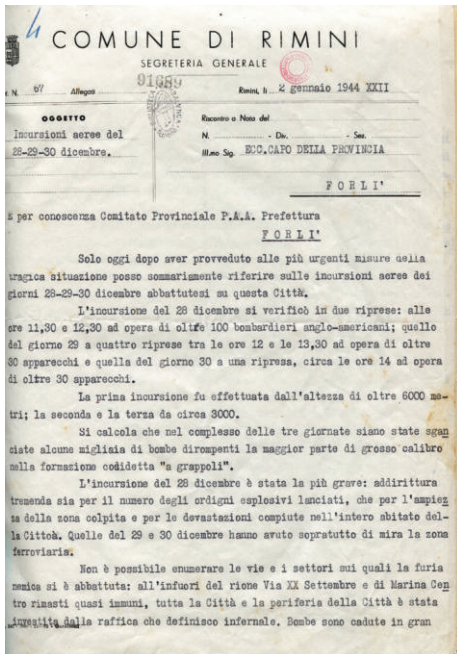 4
COMUNE DI RIMINI
SEGRETERIA GENERALE
91689
N. 67 Allegati Rimini, li 2 gennaio 1944 XXII
OGGETTO
Incursioni aeree del
28-29-30 dicembre.
Riscontro a Nota del
N. - Div. - Sez.
Ill.mo Sig. ECC.CAPO DELLA PROVINCIA
FORLI'
E per conoscenza Comitato Provinciale P.A.A. Prefettura
FORLI'
Solo oggi dopo aver provveduto alle più urgenti misure della
tragica situazione posso sommariamente riferire sulle incursioni aeree dei
giorni 28-29-30 dicembre abbattutesi su questa Città.
L'incursione del 28 dicembre si verificò in due riprese: alle
ore 11,30 e 12,30 ad opera di oltre 100 bombardieri anglo-americani; quello
del giorno 29 a quattro riprese tra le ore 12 e le 13,30 ad opera di oltre
30 apparecchi e quella del giorno 30 a una ripresa, circa le ore 14 ad opera
di oltre 30 apparecchi.
La prima incursione fu effettuata dall'altezza di oltre 6000 me-
tri; la seconda e la terza da circa 3000.
Si calcola che nel complesso delle tre giornate siano state sgan
ciate alcune migliaia di bombe dirompenti la maggior parte di grosso calibro
nella formazione cosidetta "a grappoli".
L'incursione del 28 dicembre è stata la più grave: addirittura
tremenda sia per il numero degli ordigni esplosivi lanciati, che per l'ampiez
za della zona colpita e per le devastazioni compiute nell'intero abitato del-
la Cittoà. Quelle del 29 e 30 dicembre hanno avuto sopratutto di mira la zona
ferroviaria.
Non è possibile enumerare le vie e i settori sui quali la furia
nemica si è abbattuta: all'infuori del rione Via XX Settembre e di Marina Cen
tro rimasti quasi immuni, tutta la Città e la periferia della Città è stata
investita dalla raffica che definisco infernale. Bombe sono cadute in gran